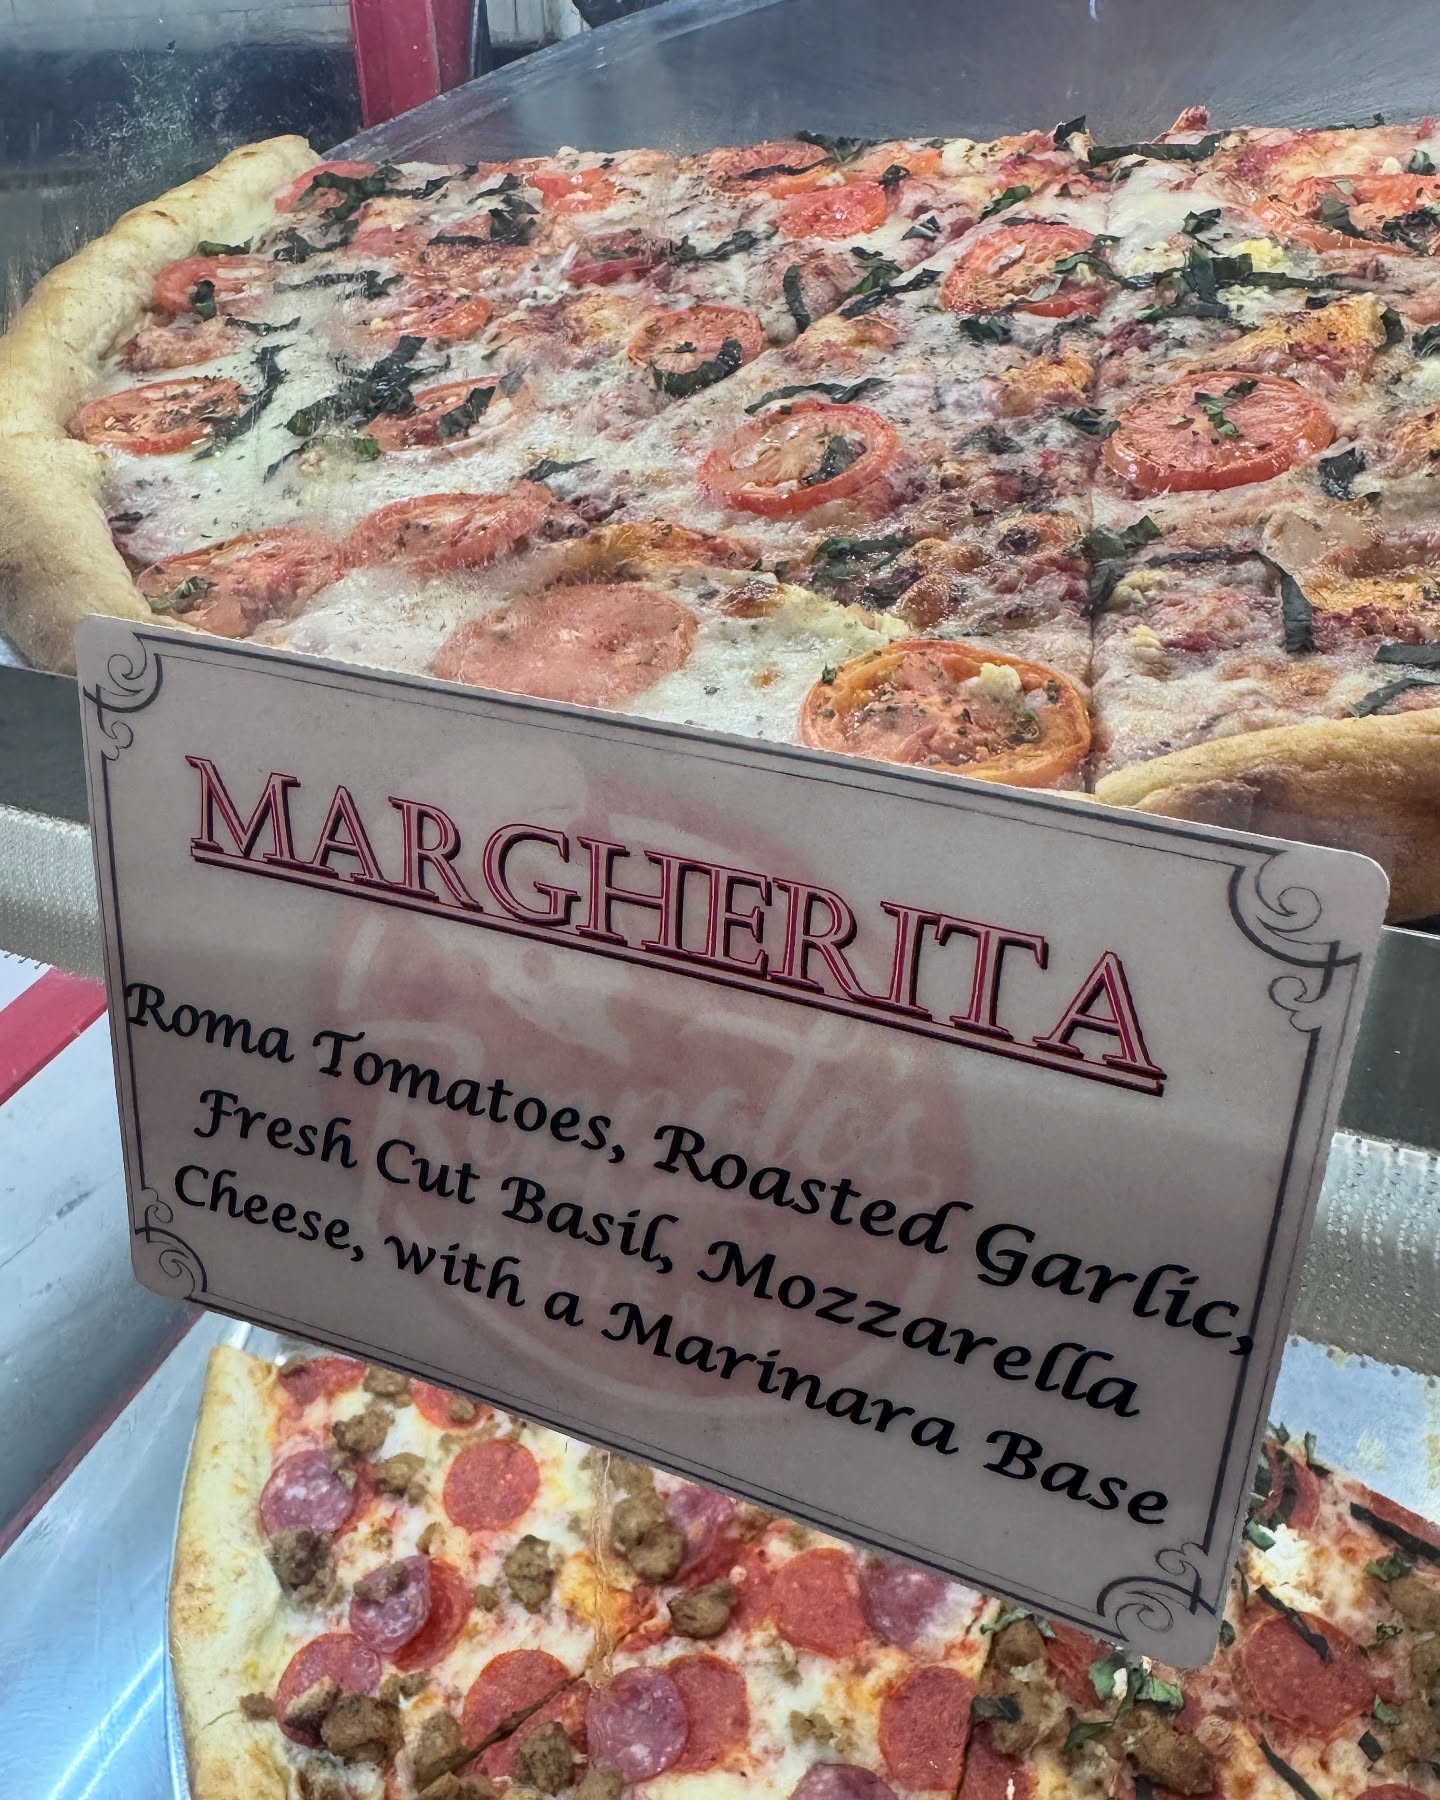 MARGHERITA
Roma Tomatoes, Roasted Garlic,
Fresh Cut Basil, Mozzarella
Cheese, with a Marinara Base